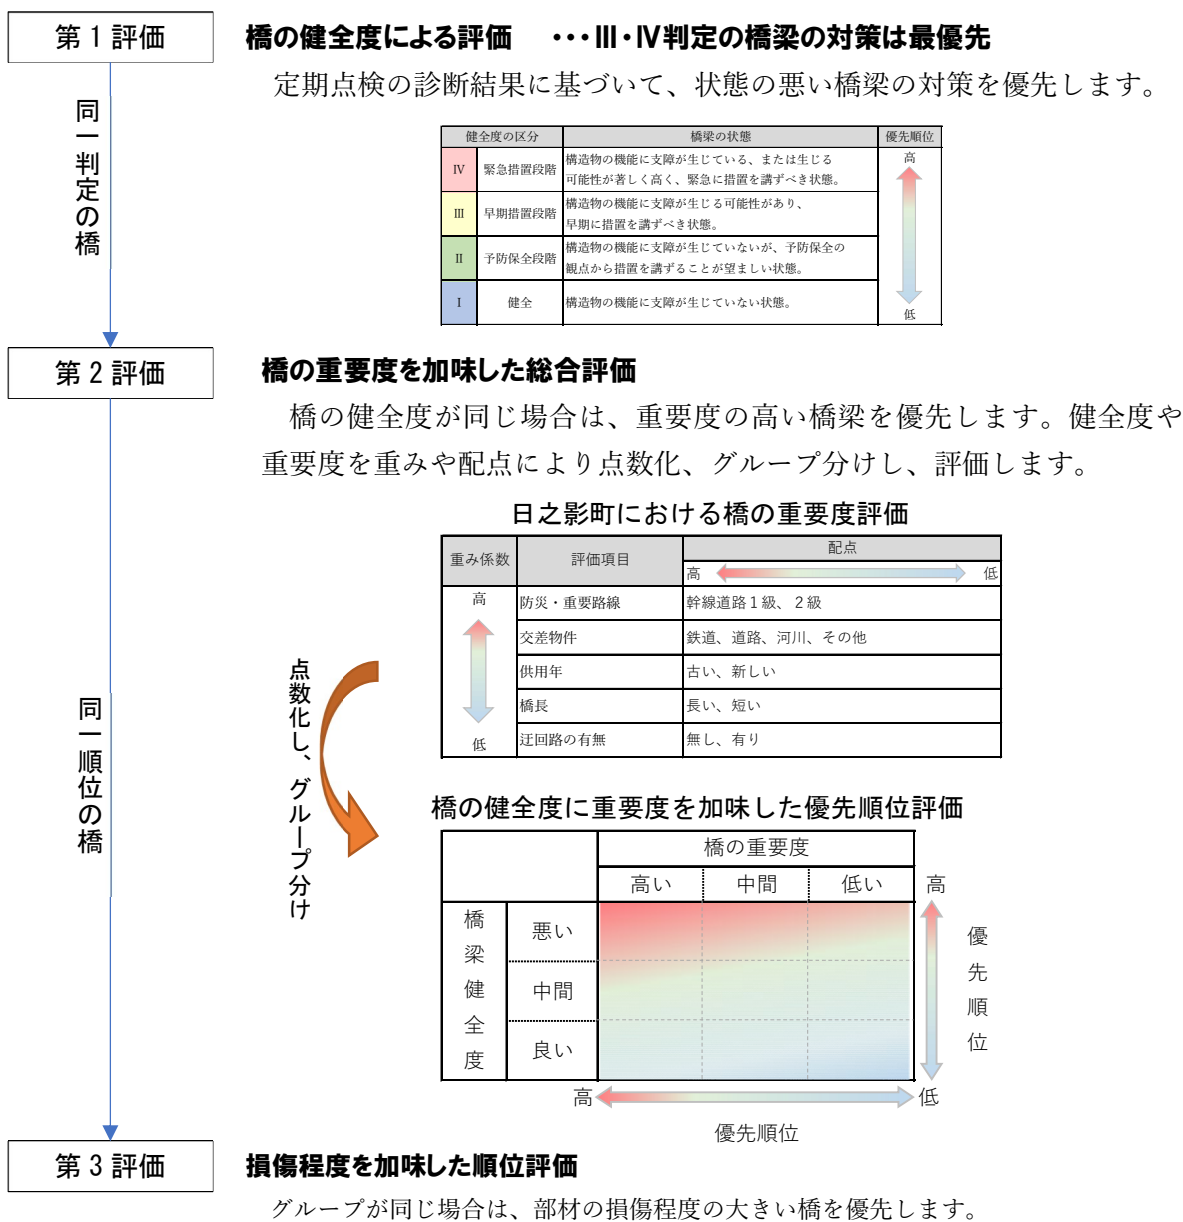 第１評価
橋の健全度による評価　・・・Ⅲ・Ⅳ判定の橋梁の対策は最優先
定期点検の診断結果に基づいて、状態の悪い橋梁の対策を優先します。
同一判定の橋
健全度の区分 橋梁の状態 優先順位
Ⅳ 緊急措置段階 構造物の機能に支障が生じている、または生じる
可能性が著しく高く、緊急に措置を講ずべき状態。
高
Ⅲ 早期措置段階 構造物の機能に支障が生じる可能性があり、
早期に措置を講ずべき状態。
Ⅱ 予防保全段階 構造物の機能に支障が生じていないが、予防保全の
観点から措置を講ずることが望ましい状態。
Ⅰ 健全 構造物の機能に支障が生じていない状態。
低
第２評価
橋の重要度を加味した総合評価
橋の健全度が同じ場合は、重要度の高い橋梁を優先します。健全度や
重要度を重みや配点により点数化、グループ分けし、評価します。
同一順位の橋
日之影町における橋の重要度評価
重み係数 評価項目 配点
高 低
高 防災・重要路線 幹線道路１級、２級
交差物件 鉄道、道路、河川、その他
供用年 古い、新しい
橋長 長い、短い
低 迂回路の有無 無し、有り
点数化し、グループ分け
橋の健全度に重要度を加味した優先順位評価
橋の重要度
高い 中間 低い 高
橋梁健全度
悪い
中間
良い
優先順位
高 低
優先順位
第３評価
損傷程度を加味した順位評価
グループが同じ場合は、部材の損傷程度の大きい橋を優先します。